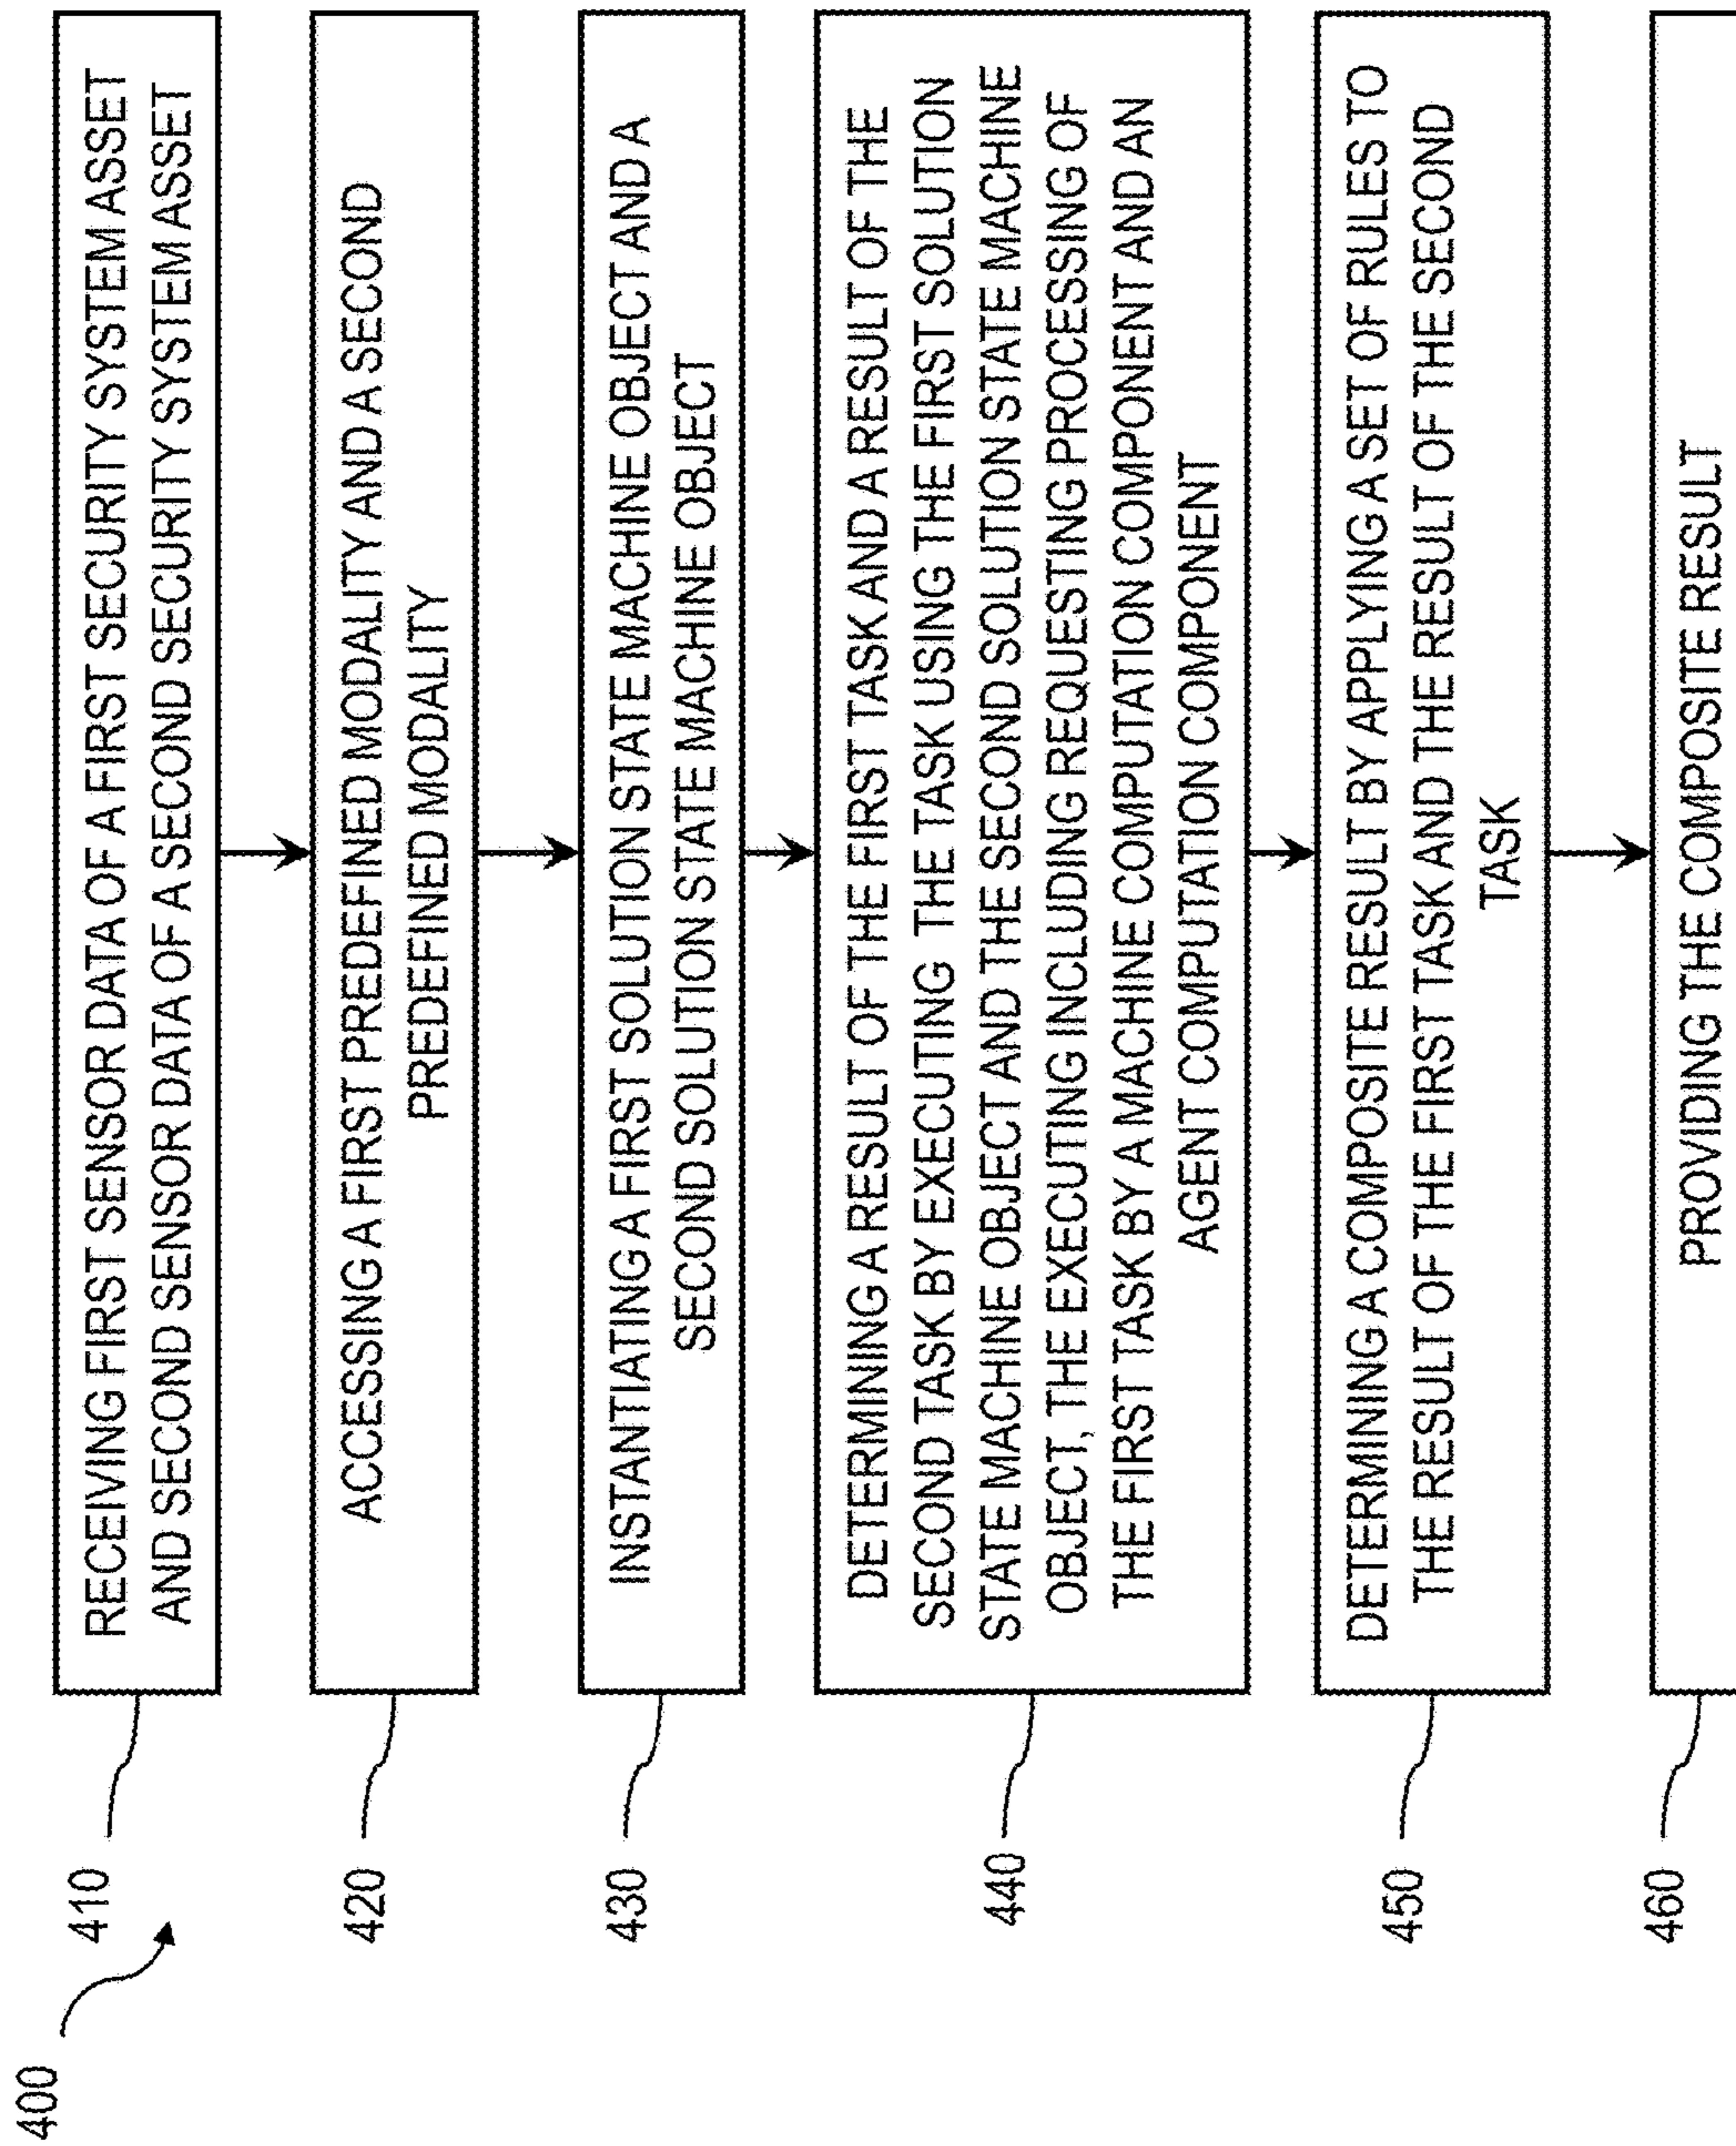 400
410
RECEIVING FIRST SENSOR DATA OF A FIRST SECURITY SYSTEM ASSET
AND SECOND SENSOR DATA OF A SECOND SECURITY SYSTEM ASSET
420
ACCESSING A FIRST PREDEFINED MODALITY AND A SECOND
PREDEFINED MODALITY
430
INSTANTIATING A FIRST SOLUTION STATE MACHINE OBJECT AND A
SECOND SOLUTION STATE MACHINE OBJECT
440
DETERMINING A RESULT OF THE FIRST TASK AND A RESULT OF THE
SECOND TASK BY EXECUTING THE TASK USING THE FIRST SOLUTION
STATE MACHINE OBJECT AND THE SECOND SOLUTION STATE MACHINE
OBJECT, THE EXECUTING INCLUDING REQUESTING PROCESSING OF
THE FIRST TASK BY A MACHINE COMPUTATION COMPONENT AND AN
AGENT COMPUTATION COMPONENT
450
DETERMINING A COMPOSITE RESULT BY APPLYING A SET OF RULES TO
THE RESULT OF THE FIRST TASK AND THE RESULT OF THE SECOND
TASK
460
PROVIDING THE COMPOSITE RESULT